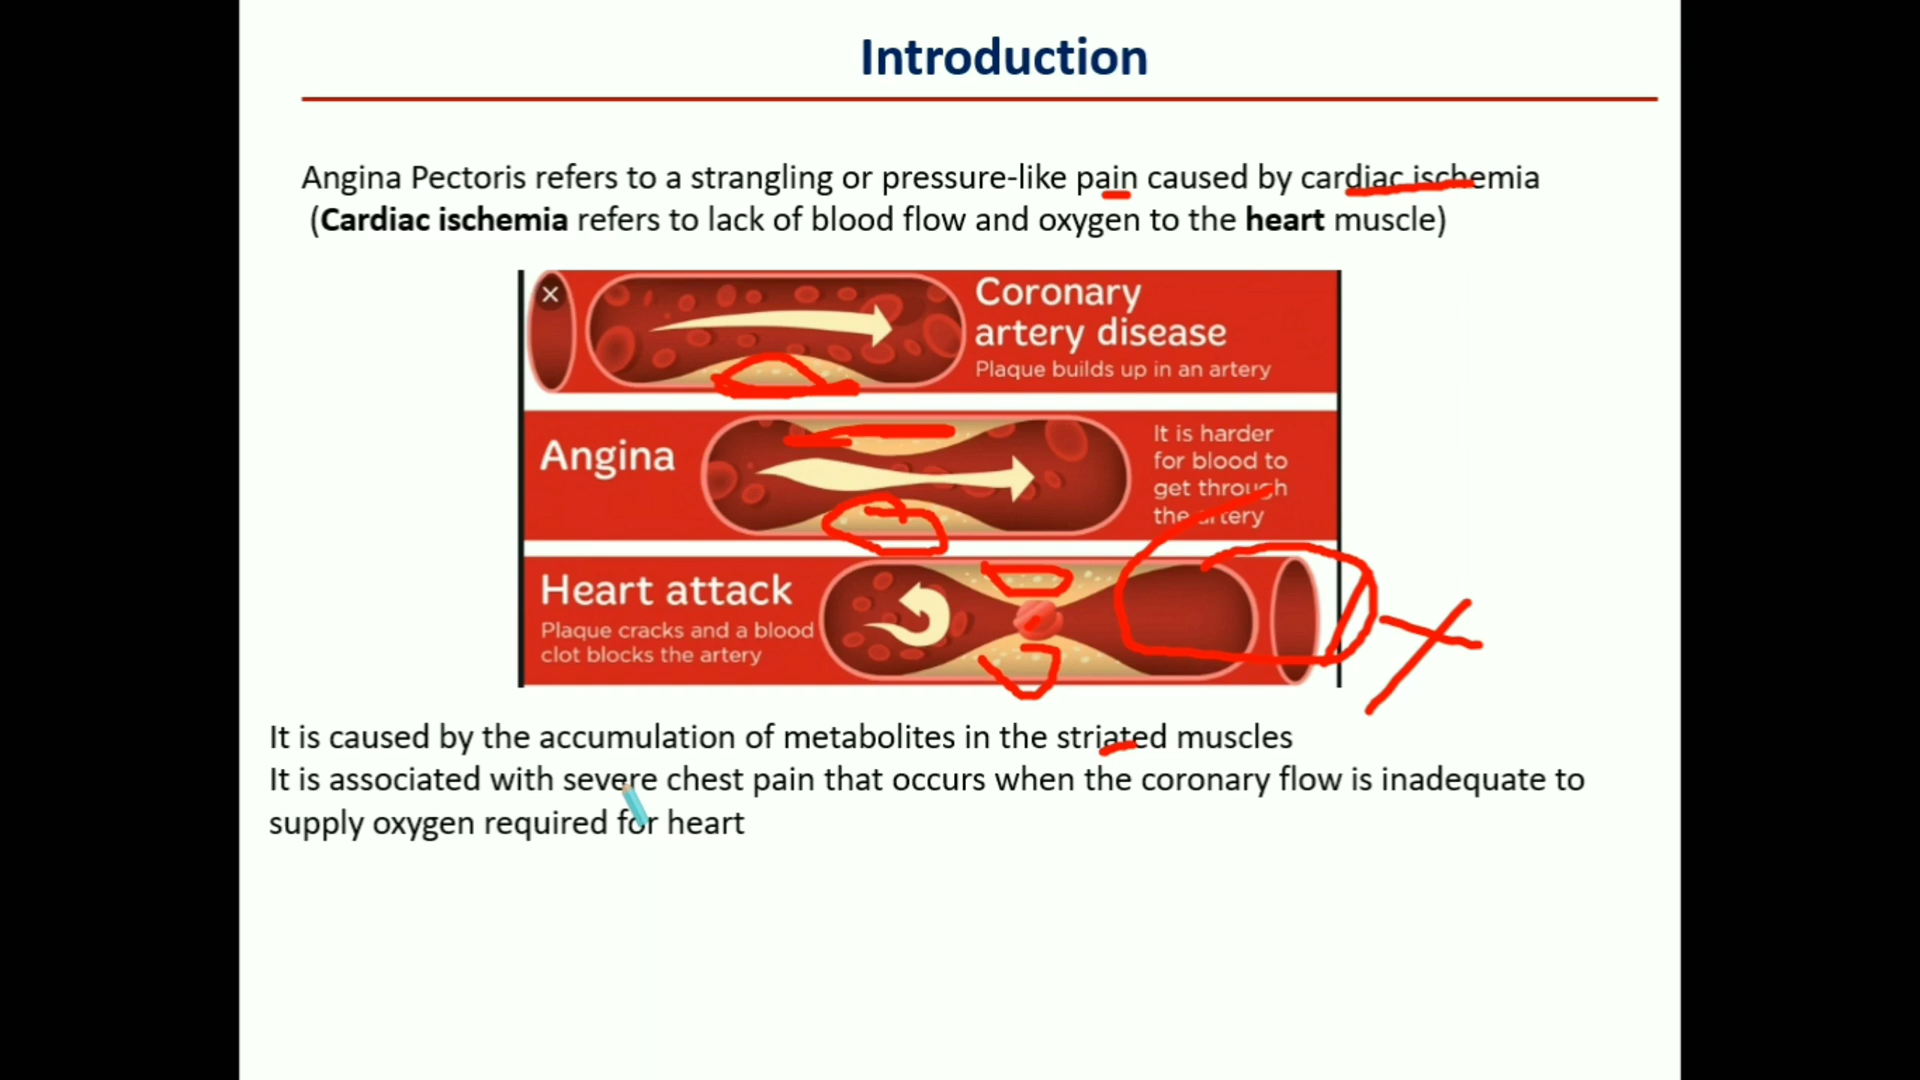 Introduction
Angina Pectoris refers to a strangling or pressure-like pain caused by cardiac ischemia
(Cardiac ischemia refers to lack of blood flow and oxygen to the heart muscle)
Coronary
artery disease
Plaque builds up in an artery
Angina
It is harder
for blood to
get through
the artery
Heart attack
Plaque cracks and a blood
clot blocks the artery
It is caused by the accumulation of metabolites in the striated muscles
It is associated with severe chest pain that occurs when the coronary flow is inadequate to
supply oxygen required for heart